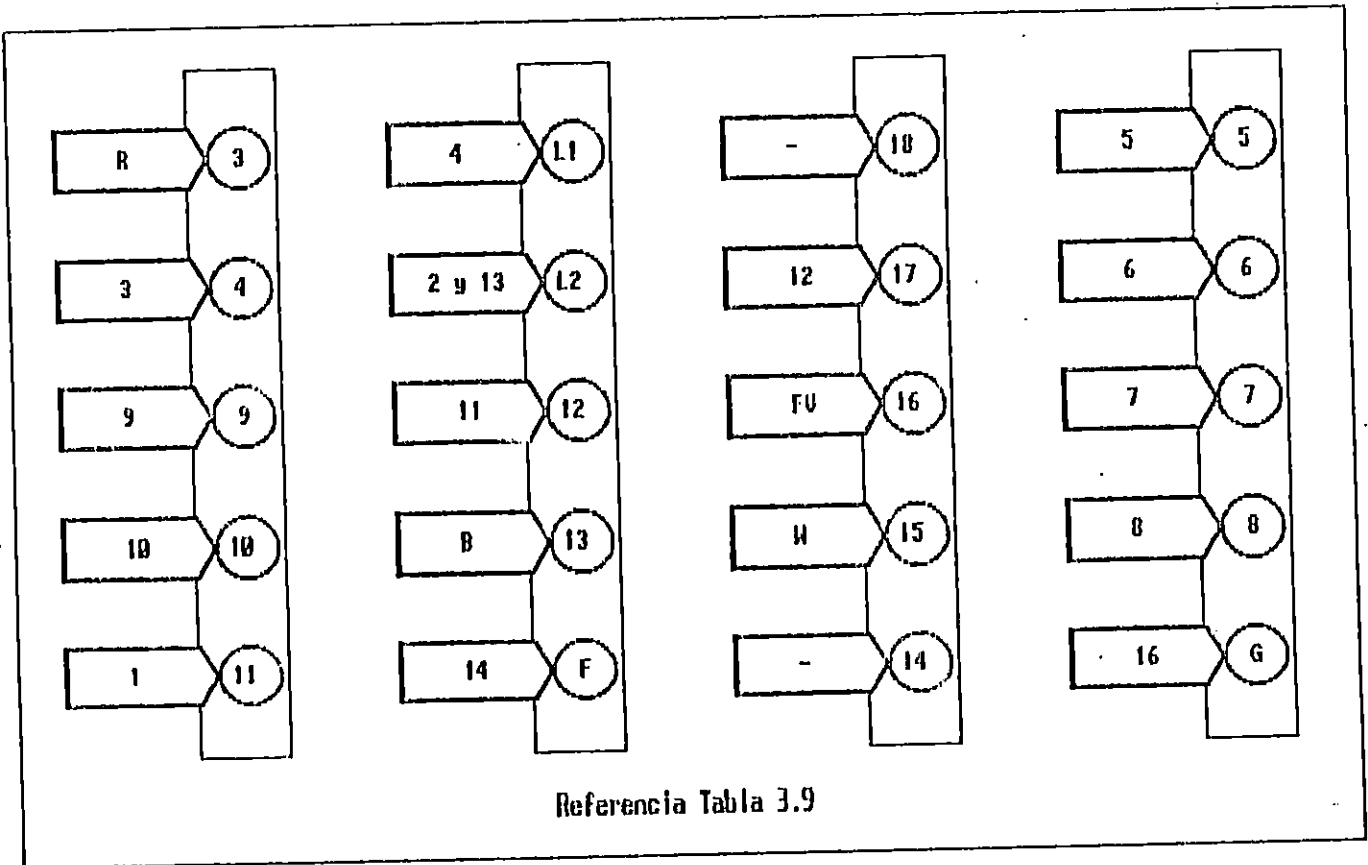 R 3 4 L1 - 18 5 5
3 4 2 y 13 L2 12 17 6 6
9 9 11 12 FV 16 7 7
10 10 B 13 W 15 8 8
1 11 14 F - 14 16 G
Referencia Tabla 3.9